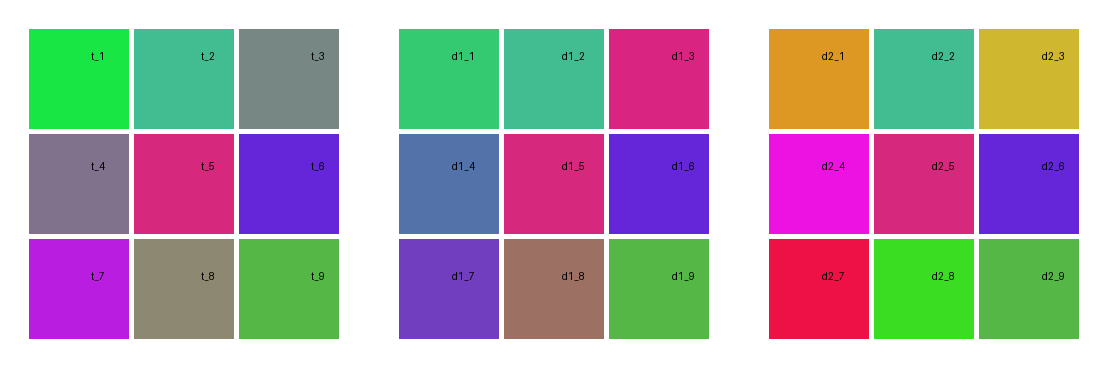 t_1 t_2 t_3 d1_1 d1_2 d1_3 d2_1 d2_2 d2_3
t_4 t_5 t_6 d1_4 d1_5 d1_6 d2_4 d2_5 d2_6
t_7 t_8 t_9 d1_7 d1_8 d1_9 d2_7 d2_8 d2_9